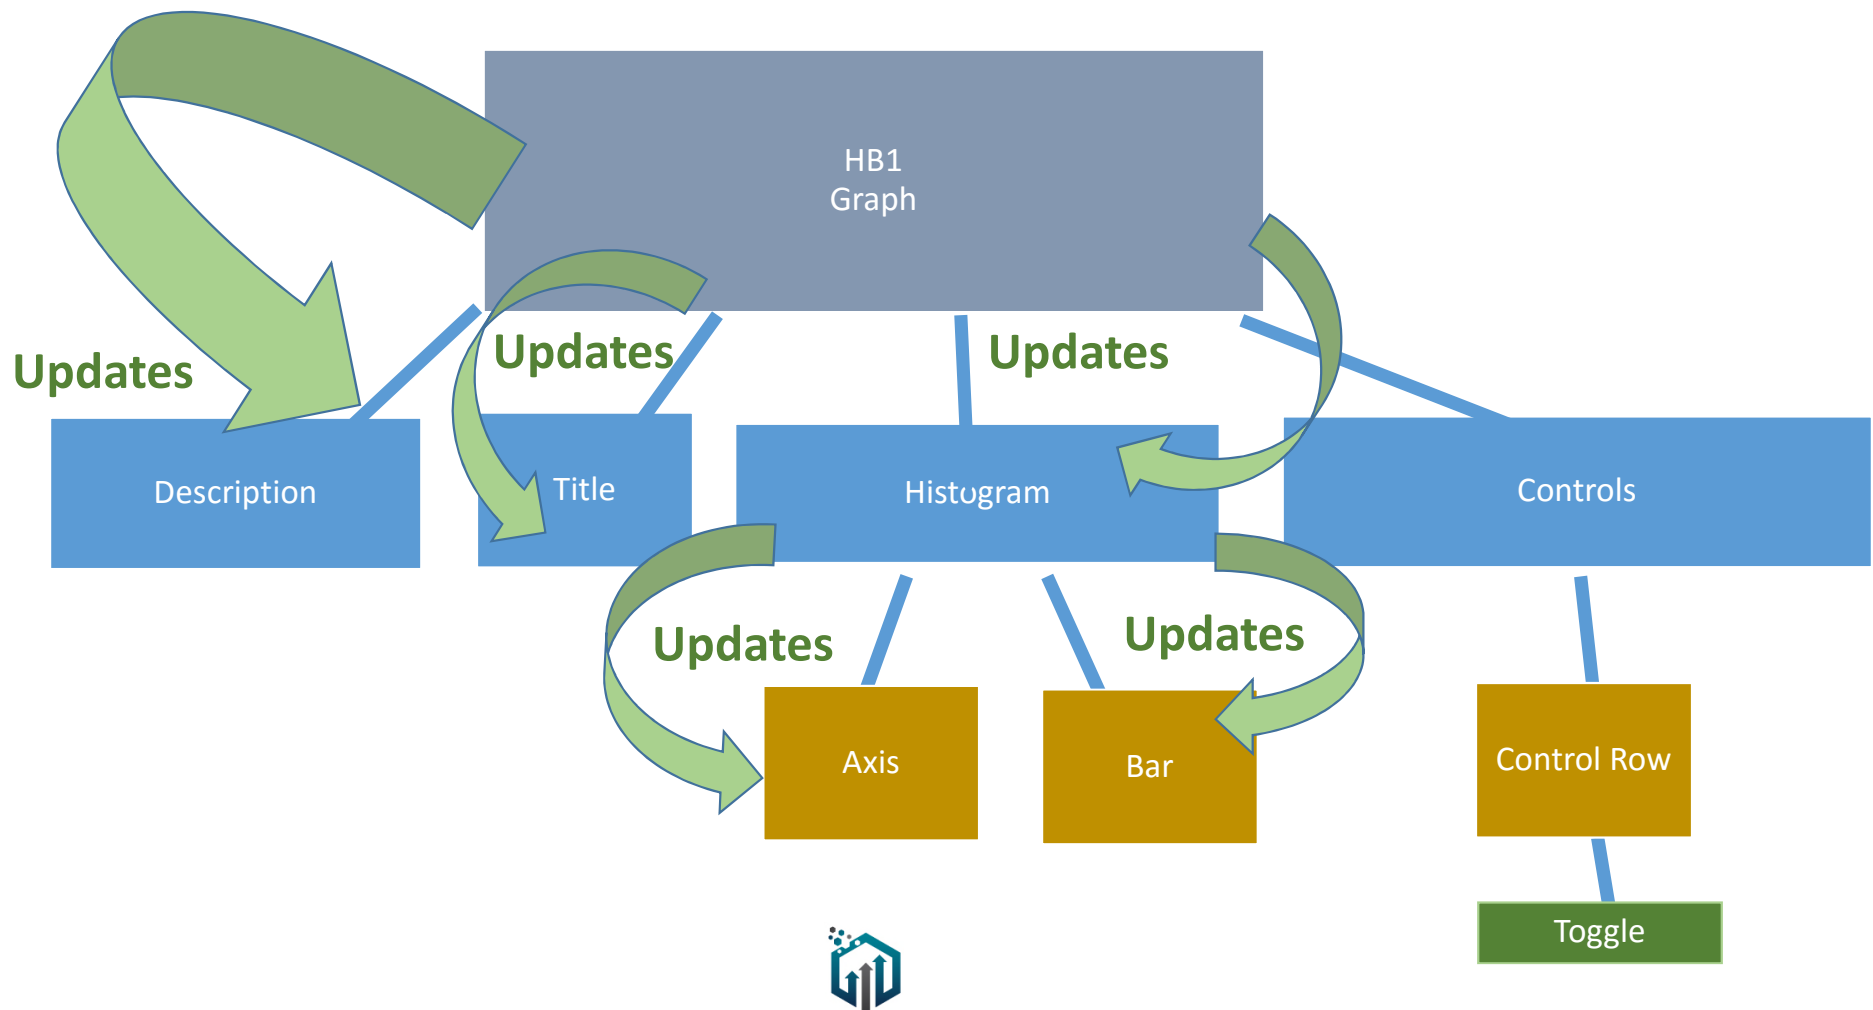 HB1
Graph
Updates
Updates
Updates
Description
Title
Histogram
Controls
Updates
Updates
Axis
Bar
Control Row
Toggle